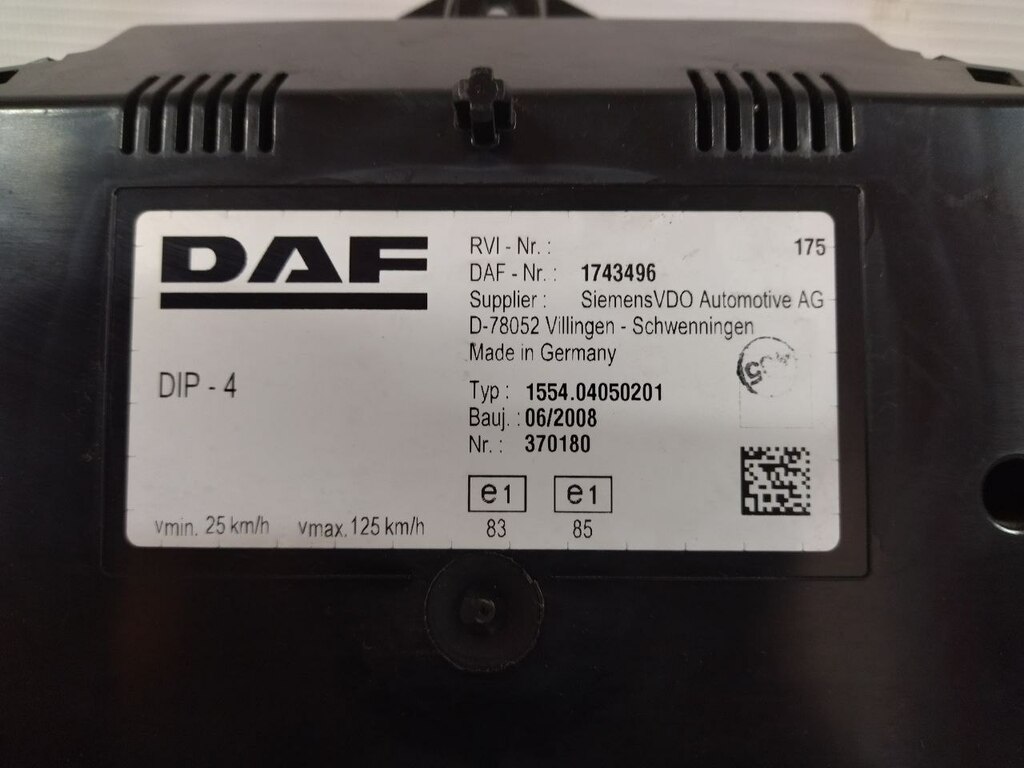 DAF
DIP - 4
vmin. 25 km/h vmax. 125 km/h
RVI - Nr. : 175
DAF - Nr. : 1743496
Supplier : SiemensVDO Automotive AG
D-78052 Villingen - Schwenningen
Made in Germany
Typ : 1554.04050201
Bauj. : 06/2008
Nr. : 370180
e1 e1
83 85